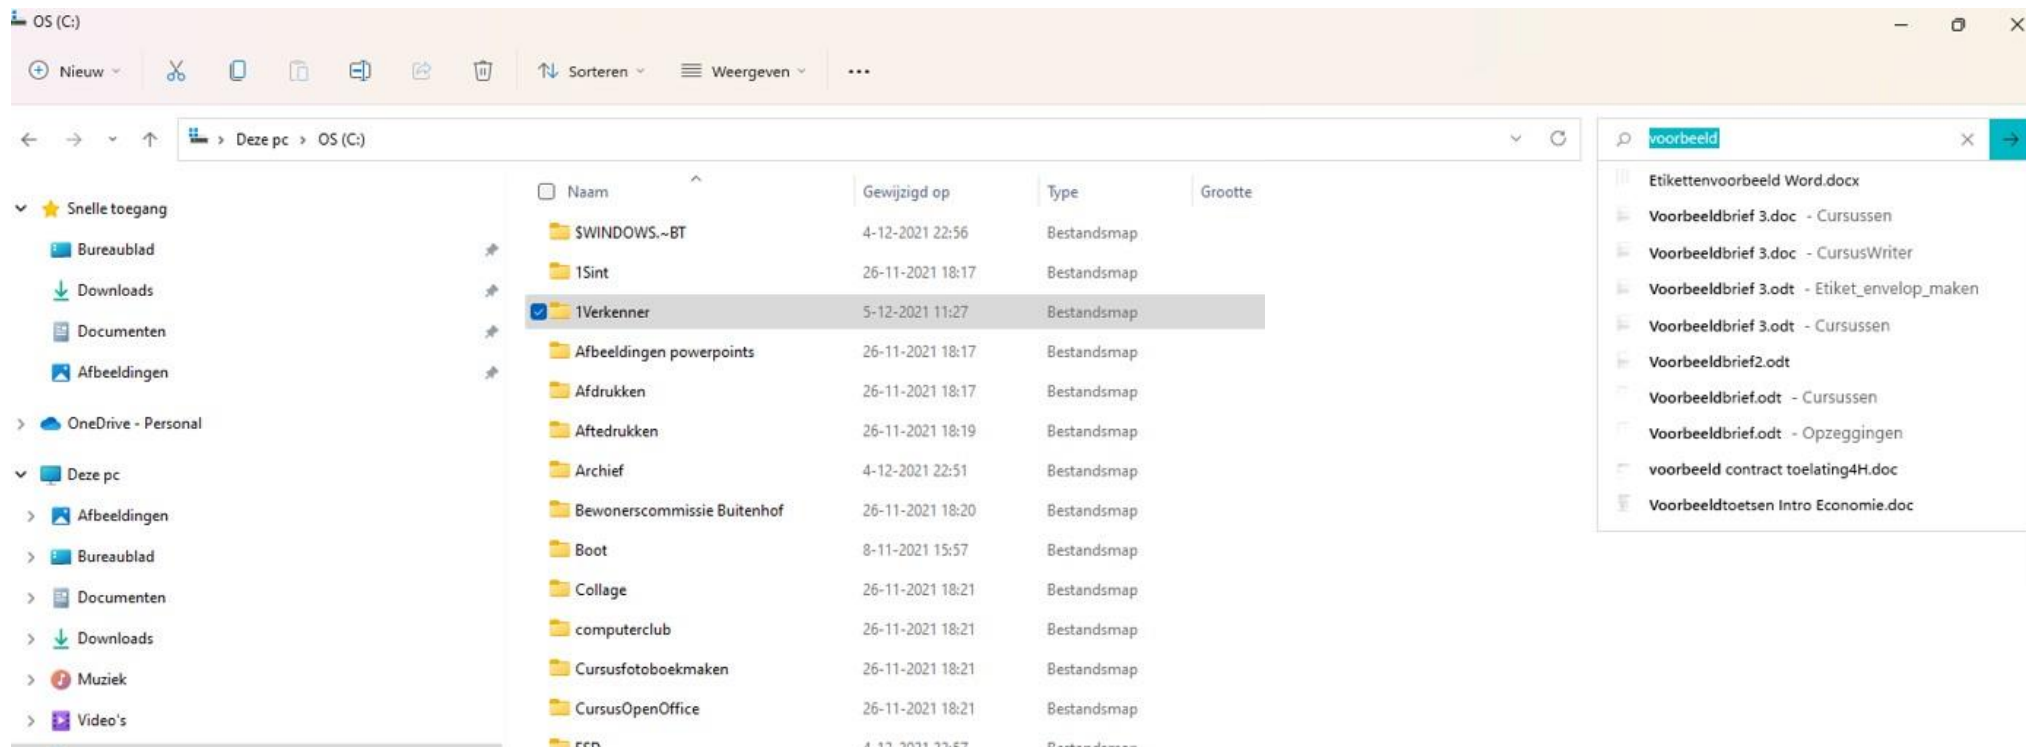 OS (C:)
Nieuw
Sorteren
Weergeven
Deze pc > OS (C:)
voorbeeld
Snelle toegang
Bureaublad
Downloads
Documenten
Afbeeldingen
OneDrive - Personal
Deze pc
Afbeeldingen
Bureaublad
Documenten
Downloads
Muziek
Video's
Naam Gewijzigd op Type Grootte
$WINDOWS.~BT 4-12-2021 22:56 Bestandsmap
1Sint 26-11-2021 18:17 Bestandsmap
1Verkenner 5-12-2021 11:27 Bestandsmap
Afbeeldingen powerpoints 26-11-2021 18:17 Bestandsmap
Afdrukken 26-11-2021 18:17 Bestandsmap
Aftedrukken 26-11-2021 18:19 Bestandsmap
Archief 4-12-2021 22:51 Bestandsmap
Bewonerscommissie Buitenhof 26-11-2021 18:20 Bestandsmap
Boot 8-11-2021 15:57 Bestandsmap
Collage 26-11-2021 18:21 Bestandsmap
computerclub 26-11-2021 18:21 Bestandsmap
Cursusfotoboekmaken 26-11-2021 18:21 Bestandsmap
CursusOpenOffice 26-11-2021 18:21 Bestandsmap
Etikettenvoorbeeld Word.docx
Voorbeeldbrief 3.doc - Cursussen
Voorbeeldbrief 3.doc - CursusWriter
Voorbeeldbrief 3.odt - Etiket_envelop_maken
Voorbeeldbrief 3.odt - Cursussen
Voorbeeldbrief2.odt
Voorbeeldbrief.odt - Cursussen
Voorbeeldbrief.odt - Opzeggingen
voorbeeld contract toelating4H.doc
Voorbeeldtoetsen Intro Economie.doc